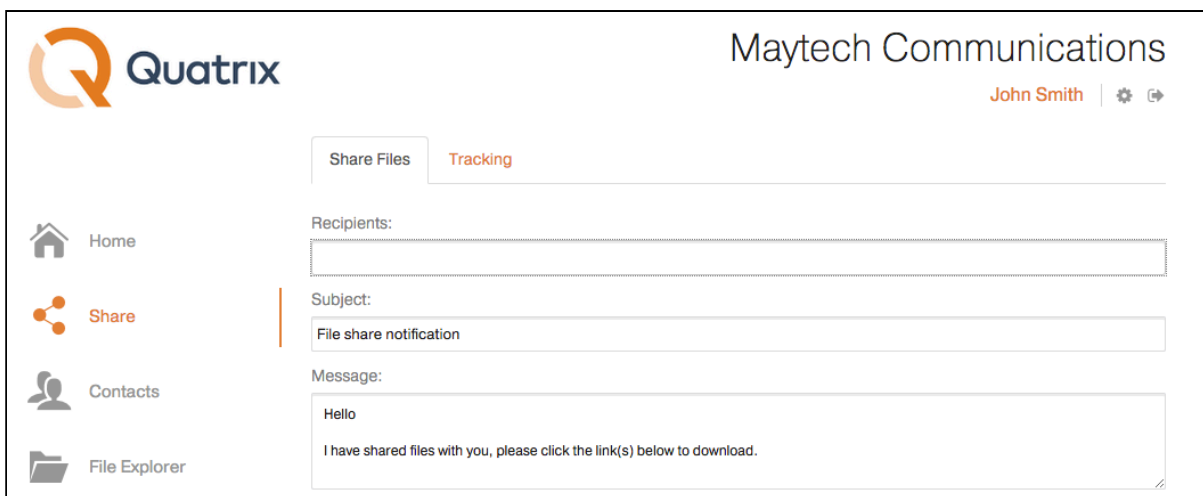 Quatrix
Maytech Communications
John Smith
Share Files
Tracking
Home
Share
Contacts
File Explorer
Recipients:
Subject:
File share notification
Message:
Hello
I have shared files with you, please click the link(s) below to download.